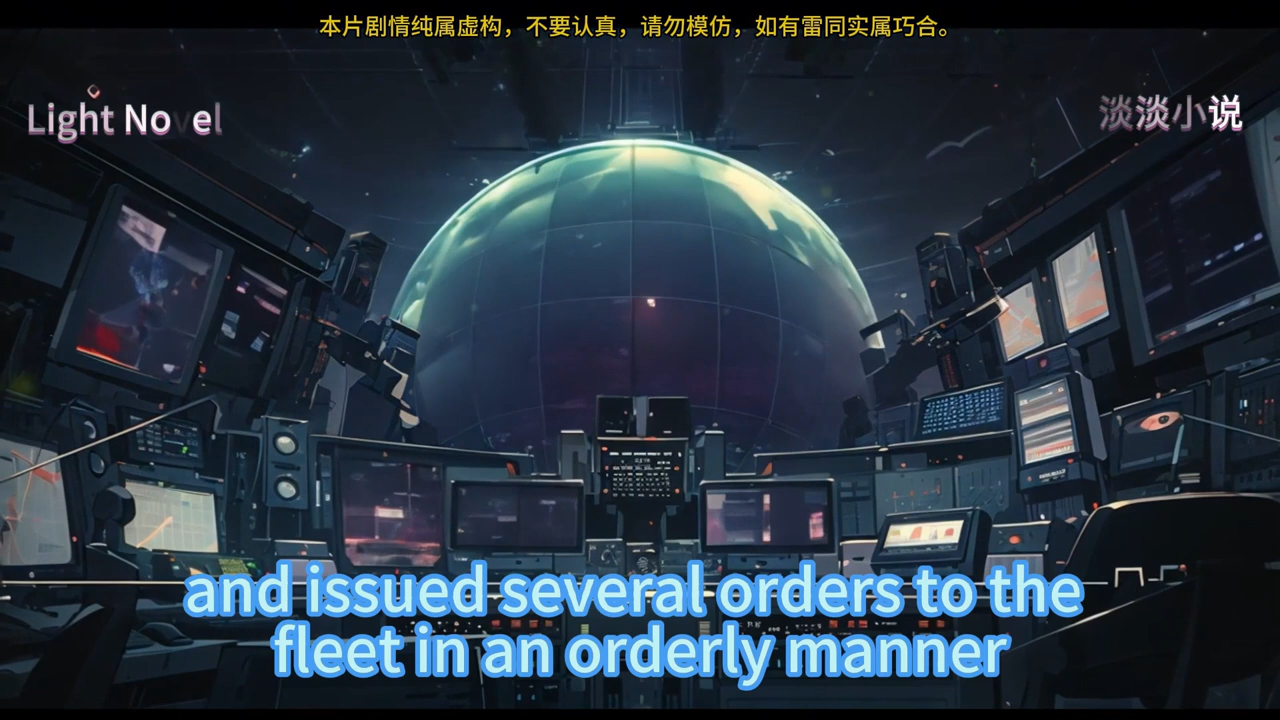 本片剧情纯属虚构，不要认真，请勿模仿，如有雷同实属巧合。
Light Novel
淡淡小说
and issued several orders to the
fleet in an orderly manner